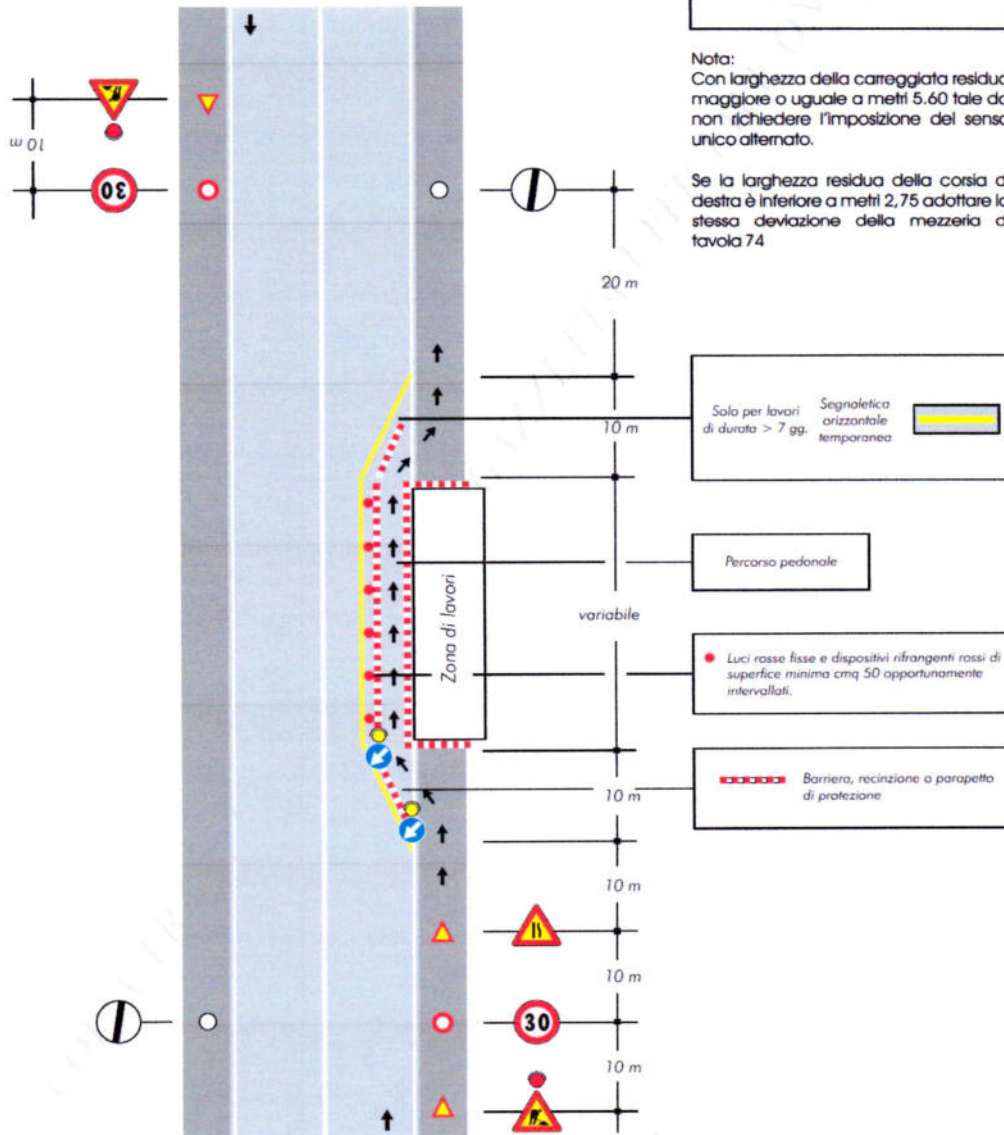 Nota:
Con larghezza della carreggiata residua
maggiore o uguale a metri 5.60 tale da
non richiedere l'imposizione del senso
unico alternato.
Se la larghezza residua della corsia d
destra è inferiore a metri 2,75 adottare la
stessa deviazione della mezzeria d
tavola 74
10 m
30
20 m
10 m
Solo per lavori
di durata > 7 gg.
Segnaletica
orizzontale
temporanea
Percorso pedonale
Zona di lavori
variabile
Luci rosse fisse e dispositivi rifrangenti rossi di
superfice minima cmq 50 opportunamente
intervallati.
Barriera, recinzione o parapetto
di protezione
10 m
10 m
10 m
30
10 m